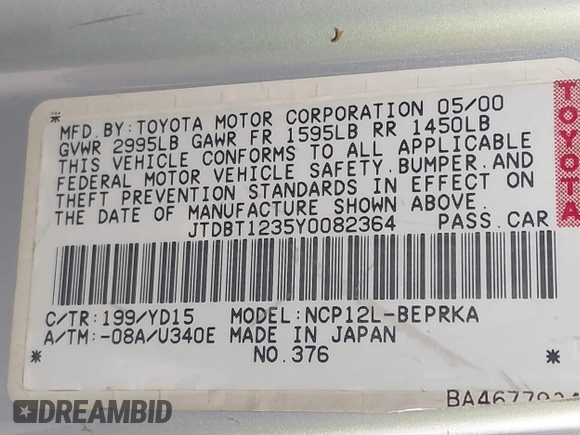 MFD.BY:TOYOTA MOTOR CORPORATION 05/00
GVWR 2995LB GAWR FR 1595LB RR 1450LB
THIS VEHICLE CONFORMS TO ALL APPLICABLE
FEDERAL MOTOR VEHICLE SAFETY,BUMPER,AND
THEFT PREVENTION STANDARDS IN EFFECT ON
THE DATE OF MANUFACTURE SHOWN ABOVE.
JTDBT1235Y0082364 PASS.CAR
C/TR:199/YD15 MODEL:NCP12L-BEPRKA
A/TM:-08A/U340E MADE IN JAPAN
* NO.376 *
TOYOTA
DREAMBID